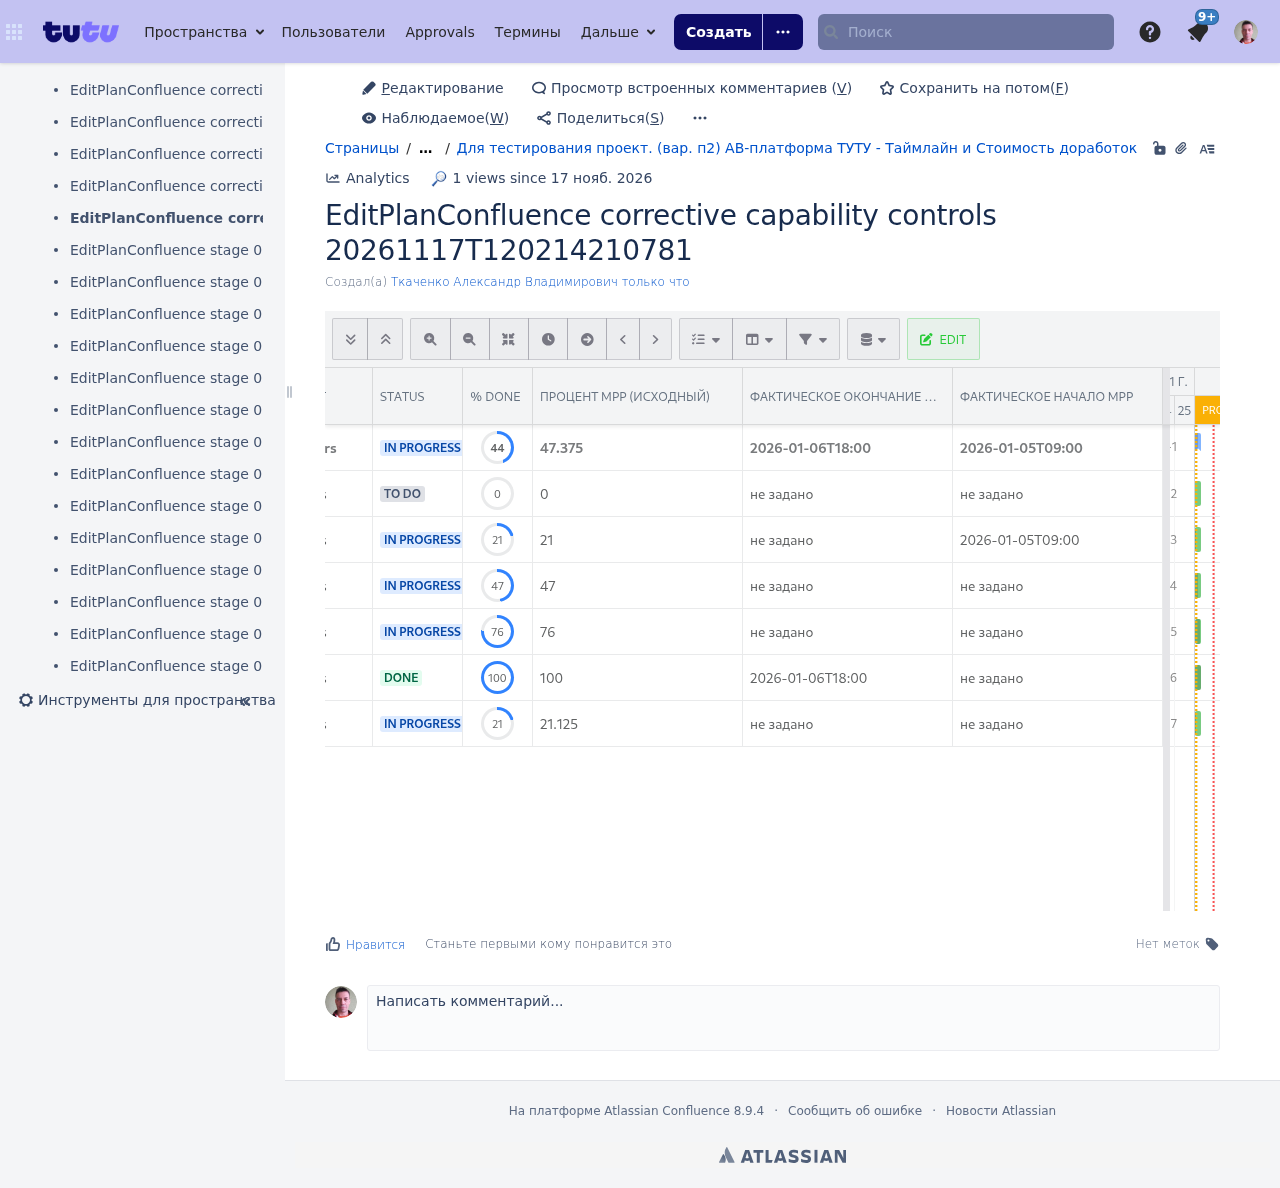 tutu Пространства Пользователи Approvals Термины Дальше Создать Поиск 9+
EditPlanConfluence correcti
EditPlanConfluence correcti
EditPlanConfluence correcti
EditPlanConfluence correcti
EditPlanConfluence corre
EditPlanConfluence stage 0
EditPlanConfluence stage 0
EditPlanConfluence stage 0
EditPlanConfluence stage 0
EditPlanConfluence stage 0
EditPlanConfluence stage 0
EditPlanConfluence stage 0
EditPlanConfluence stage 0
EditPlanConfluence stage 0
EditPlanConfluence stage 0
EditPlanConfluence stage 0
EditPlanConfluence stage 0
EditPlanConfluence stage 0
EditPlanConfluence stage 0
Инструменты для пространства
Редактирование Просмотр встроенных комментариев (V) Сохранить на потом(F)
Наблюдаемое(W) Поделиться(S) ...
Страницы / ... / Для тестирования проект. (вар. п2) АВ-платформа ТУТУ - Таймлайн и Стоимость доработок
Analytics 1 views since 17 нояб. 2026
EditPlanConfluence corrective capability controls
20261117T120214210781
Создал(а) Ткаченко Александр Владимирович только что
EDIT
STATUS % DONE ПРОЦЕНТ MPP (ИСХОДНЫЙ) ФАКТИЧЕСКОЕ ОКОНЧАНИЕ ... ФАКТИЧЕСКОЕ НАЧАЛО MPP 1 Г. 25 PRO
rs IN PROGRESS 44 47.375 2026-01-06T18:00 2026-01-05T09:00 -1
s TO DO 0 0 не задано не задано 2
s IN PROGRESS 21 21 не задано 2026-01-05T09:00 3
s IN PROGRESS 47 47 не задано не задано 4
s IN PROGRESS 76 76 не задано не задано 5
s DONE 100 100 2026-01-06T18:00 не задано 6
s IN PROGRESS 21 21.125 не задано не задано 7
Нравится Станьте первыми кому понравится это Нет меток
Написать комментарий...
На платформе Atlassian Confluence 8.9.4 · Сообщить об ошибке · Новости Atlassian
ATLASSIAN